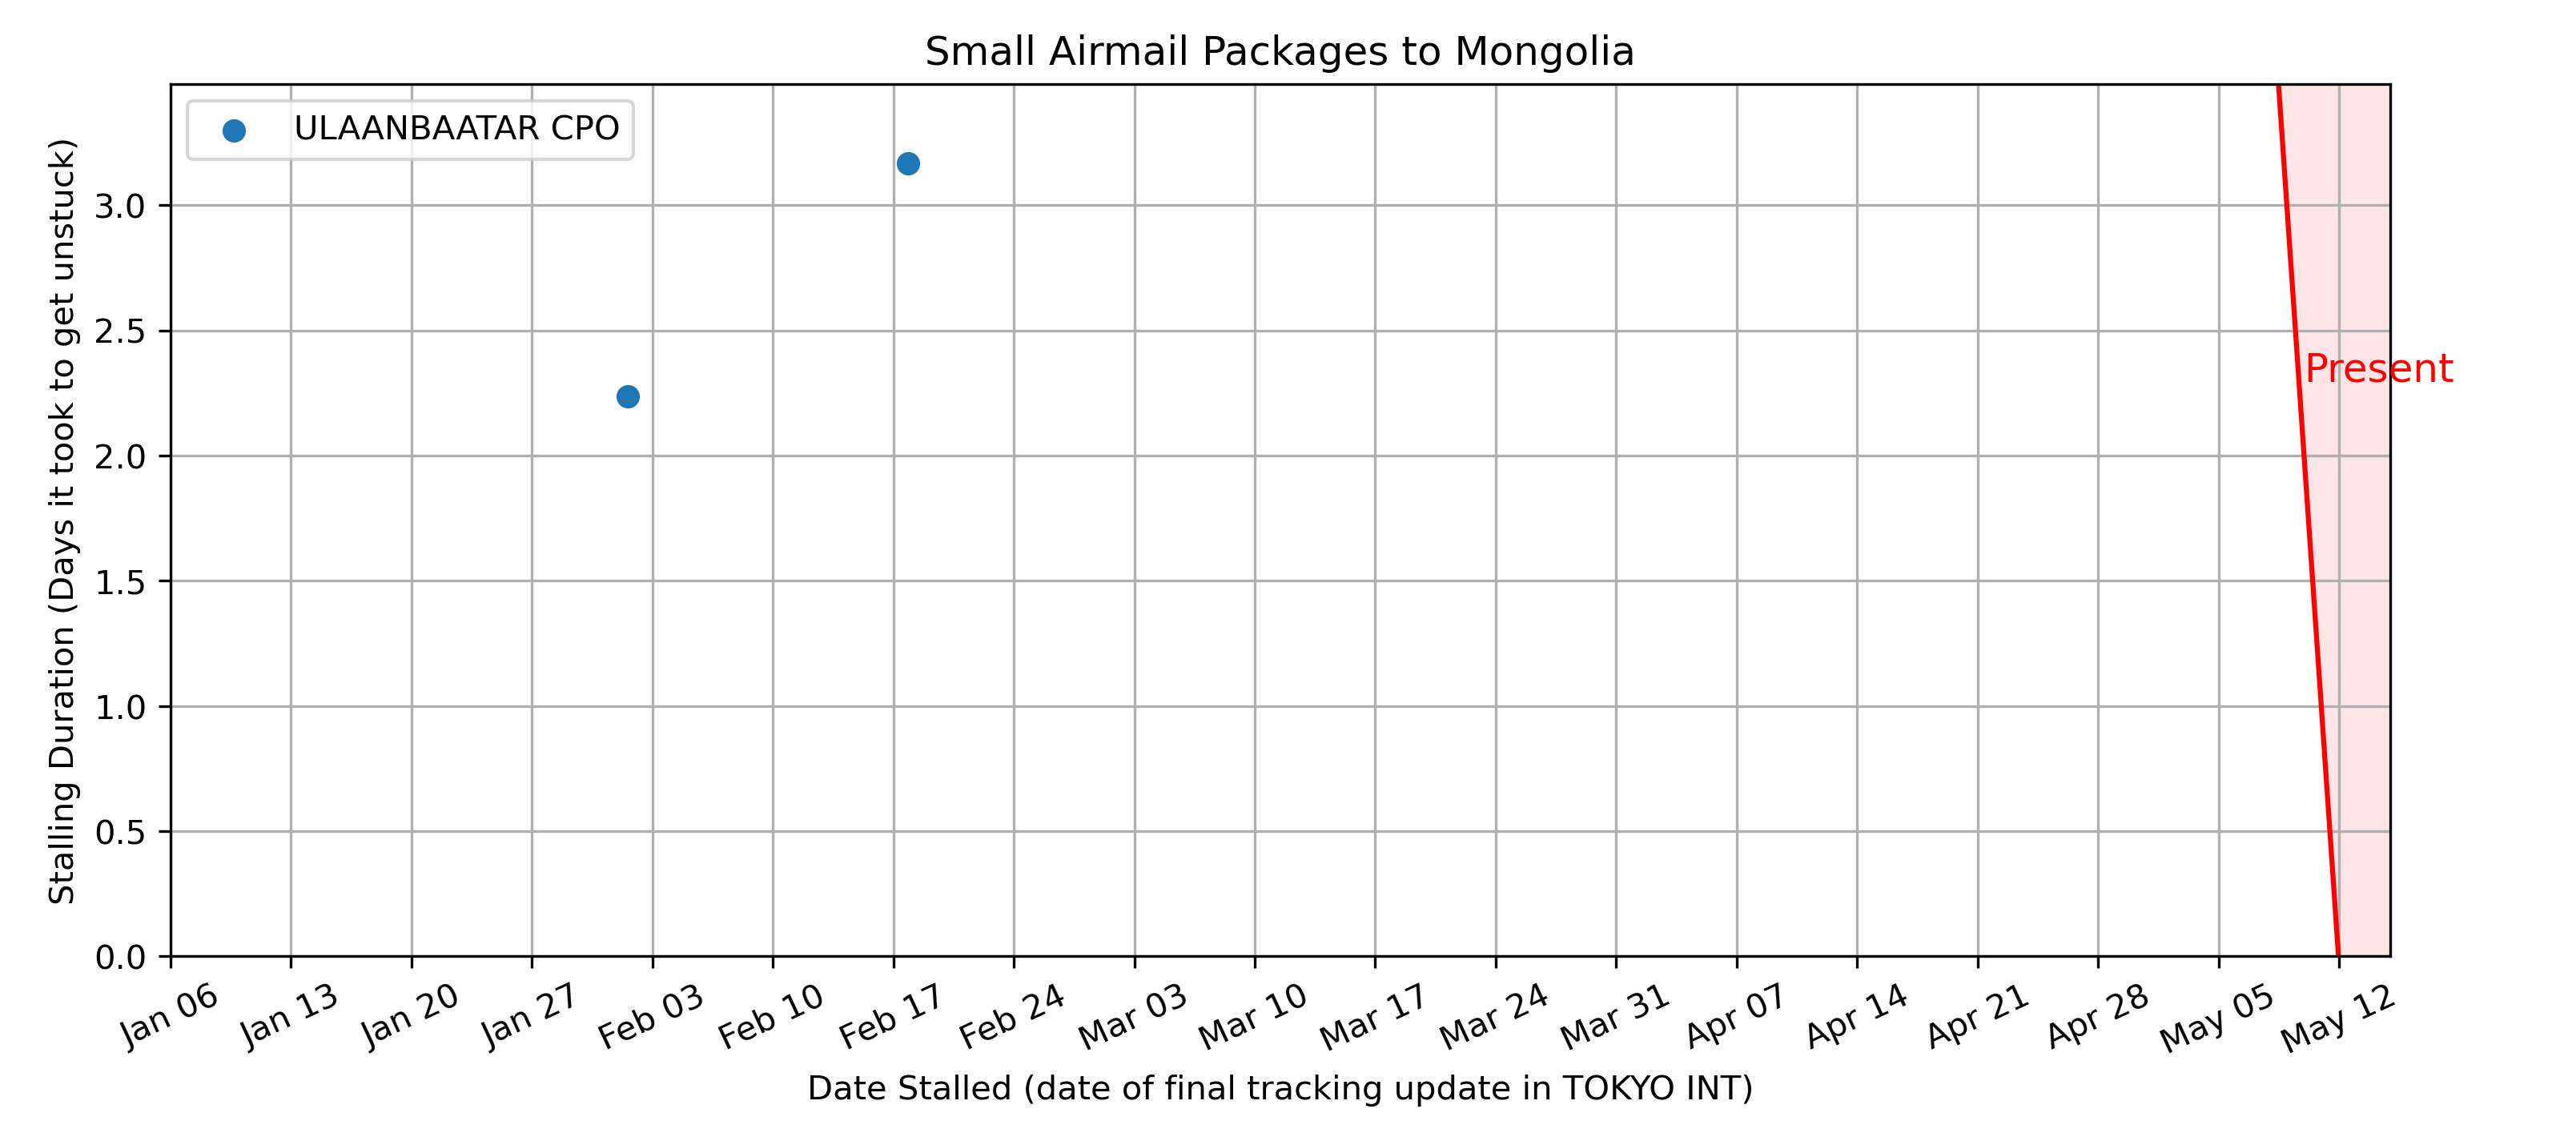 Small Airmail Packages to Mongolia
ULAANBAATAR CPO
Stalling Duration (Days it took to get unstuck)
3.0
2.5
2.0
1.5
1.0
0.5
0.0
Present
Jan 06 Jan 13 Jan 20 Jan 27 Feb 03 Feb 10 Feb 17 Feb 24 Mar 03 Mar 10 Mar 17 Mar 24 Mar 31 Apr 07 Apr 14 Apr 21 Apr 28 May 05 May 12
Date Stalled (date of final tracking update in TOKYO INT)